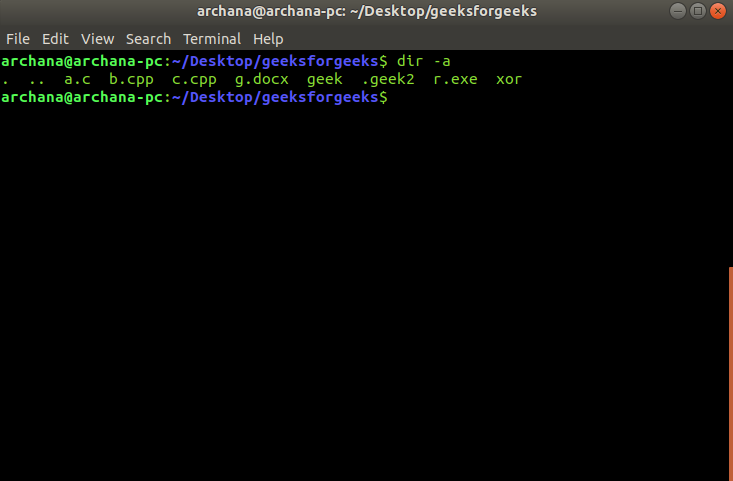 archana@archana-pc: ~/Desktop/geeksforgeeks
File Edit View Search Terminal Help
archana@archana-pc:~/Desktop/geeksforgeeks$ dir -a
.  ..  a.c  b.cpp  c.cpp  g.docx  geek  .geek2  r.exe  xor
archana@archana-pc:~/Desktop/geeksforgeeks$